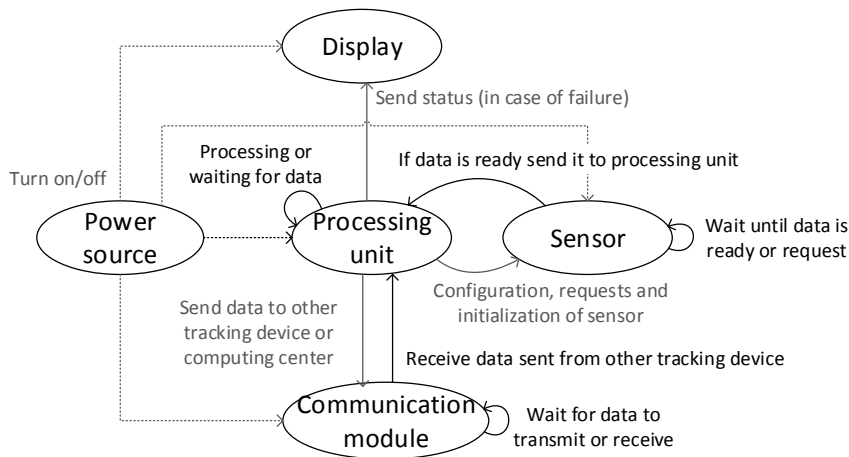 Display
Send status (in case of failure)
Processing or
waiting for data
If data is ready send it to processing unit
Turn on/off
Power
source
Processing
unit
Sensor
Wait until data is
ready or request
Send data to other
tracking device or
computing center
Configuration, requests and
initialization of sensor
Receive data sent from other tracking device
Communication
module
Wait for data to
transmit or receive